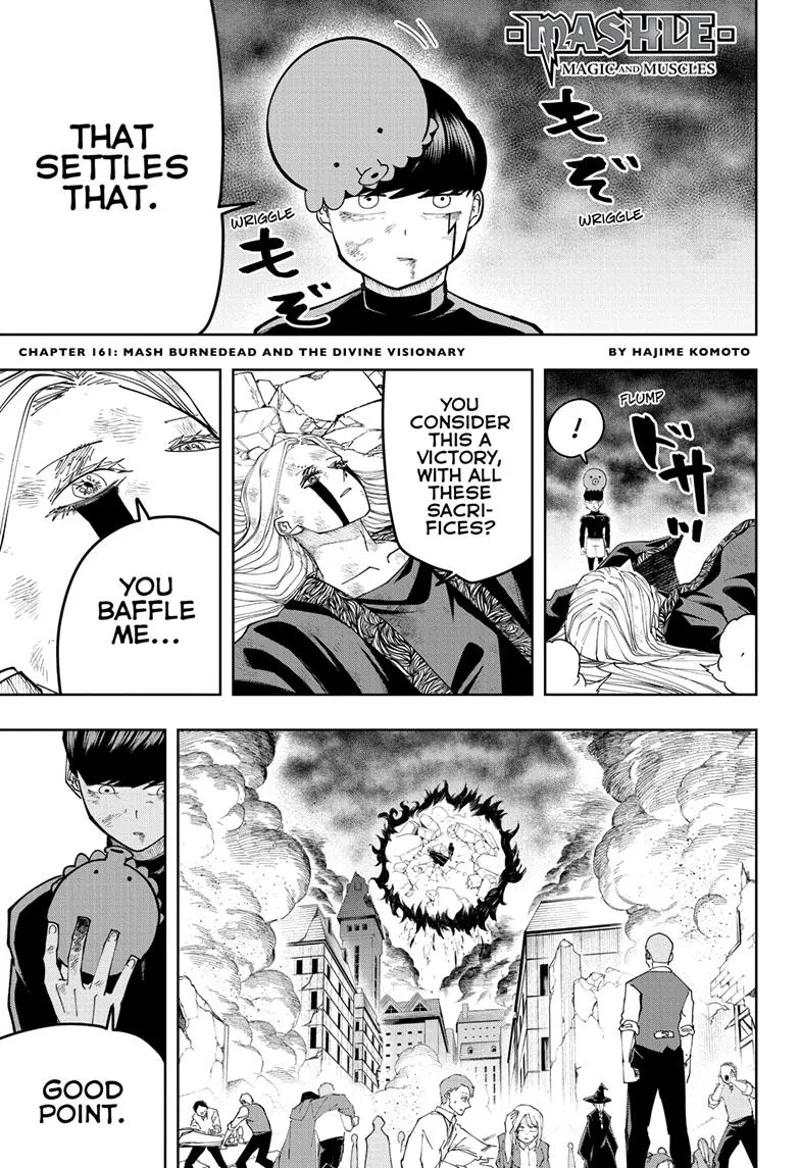 -MASHLE-
MAGIC AND MUSCLES
もぞ
WRIGGLE
THAT
SETTLES
THAT.
WRIGGLE
もぞ
CHAPTER 161: MASH BURNEDEAD AND THE DIVINE VISIONARY
BY HAJIME KOMOTO
FLUMP
ドサッ
!
YOU
CONSIDER
THIS A
VICTORY,
WITH ALL
THESE
SACRI-
FICES?
YOU
BAFFLE
ME...
GOOD
POINT.